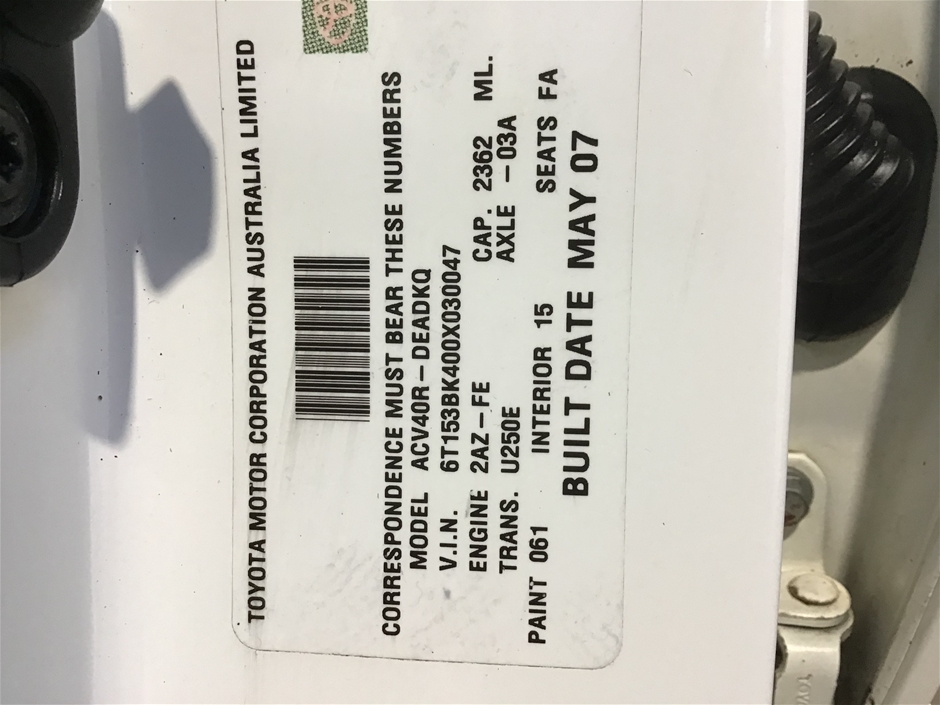 TOYOTA MOTOR CORPORATION AUSTRALIA LIMITED
CORRESPONDENCE MUST BEAR THESE NUMBERS
MODEL ACV40R-DEADKQ
V.I.N. 6T153BK400X030047
ENGINE 2AZ-FE CAP. 2362 ML.
TRANS. U250E AXLE -03A
PAINT 061 INTERIOR 15 SEATS FA
BUILT DATE MAY 07